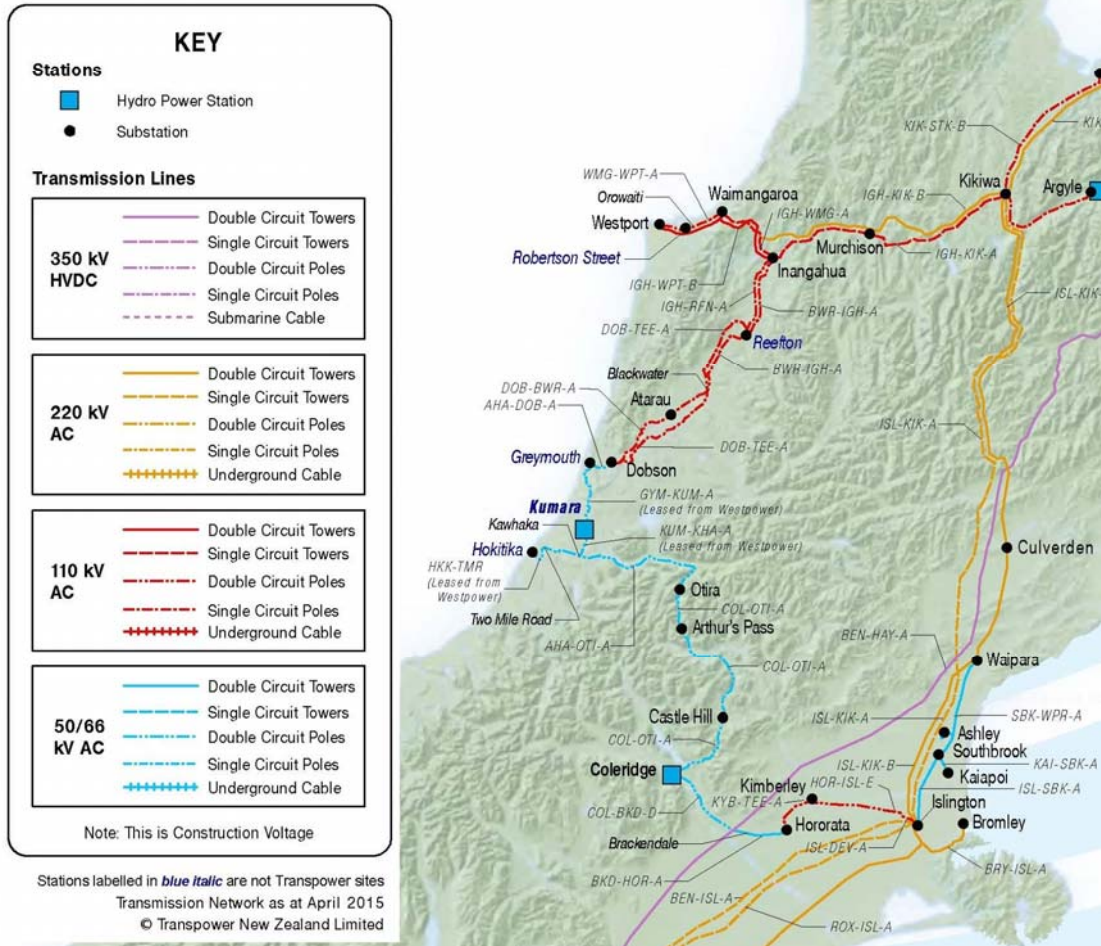 KEY
Stations
Hydro Power Station
Substation
Transmission Lines
350 kV
HVDC
Double Circuit Towers
Single Circuit Towers
Double Circuit Poles
Single Circuit Poles
Submarine Cable
220 kV
AC
Double Circuit Towers
Single Circuit Towers
Double Circuit Poles
Single Circuit Poles
Underground Cable
110 kV
AC
Double Circuit Towers
Single Circuit Towers
Double Circuit Poles
Single Circuit Poles
Underground Cable
50/66
kV AC
Double Circuit Towers
Single Circuit Towers
Double Circuit Poles
Single Circuit Poles
Underground Cable
Note: This is Construction Voltage
Stations labelled in blue italic are not Transpower sites
Transmission Network as at April 2015
© Transpower New Zealand Limited
KIK
KIK-STK-B
WMG-WPT-A
Orowaiti
Waimangaroa
IGH-KIK-B
Kikiwa
Argyle
Westport
IGH-WMG-A
Robertson Street
Murchison
IGH-KIK-A
Inangahua
IGH-WPT-B
IGH-RFN-A
ISL-KIK-
BWR-IGH-A
DOB-TEE-A
Reefton
Blackwater
BWR-IGH-A
DOB-BWR-A
Atarau
AHA-DOB-A
ISL-KIK-A
DOB-TEE-A
Greymouth
Dobson
GYM-KUM-A
(Leased from Westpower)
Kumara
Kawhaka
KUM-KHA-A
(Leased from Westpower)
Hokitika
HKK-TMR
(Leased from
Westpower)
Culverden
Otira
Two Mile Road
COL-OTI-A
Arthur's Pass
AHA-OTI-A
BEN-HAY-A
COL-OTI-A
Waipara
Castle Hill
ISL-KIK-A
SBK-WPR-A
Ashley
COL-OTI-A
Southbrook
ISL-KIK-B
KAI-SBK-A
Coleridge
Kaiapoi
Kimberley
HOR-ISL-E
ISL-SBK-A
KYB-TEE-A
COL-BKD-D
Islington
Hororata
Bromley
Brackendale
ISL-DEV-A
BKD-HOR-A
BRY-ISL-A
BEN-ISL-A
ROX-ISL-A